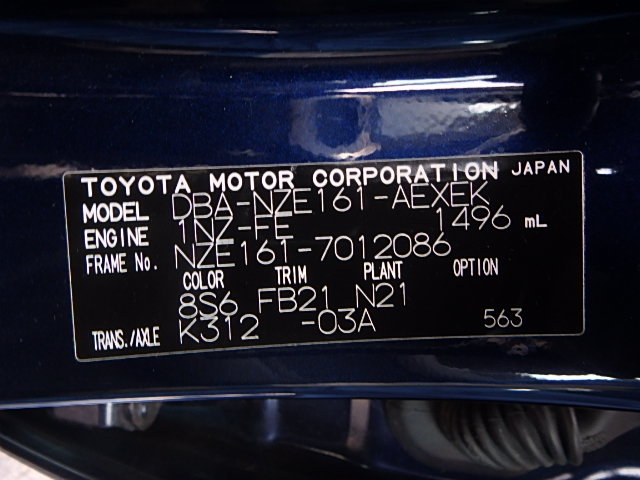 TOYOTA MOTOR CORPORATION JAPAN
MODEL DBA-NZE161-AEXEK
ENGINE 1NZ-FE 1496 mL
FRAME No. NZE161-7012086
COLOR TRIM PLANT OPTION
8S6 FB21 N21
TRANS./AXLE K312 -03A 563